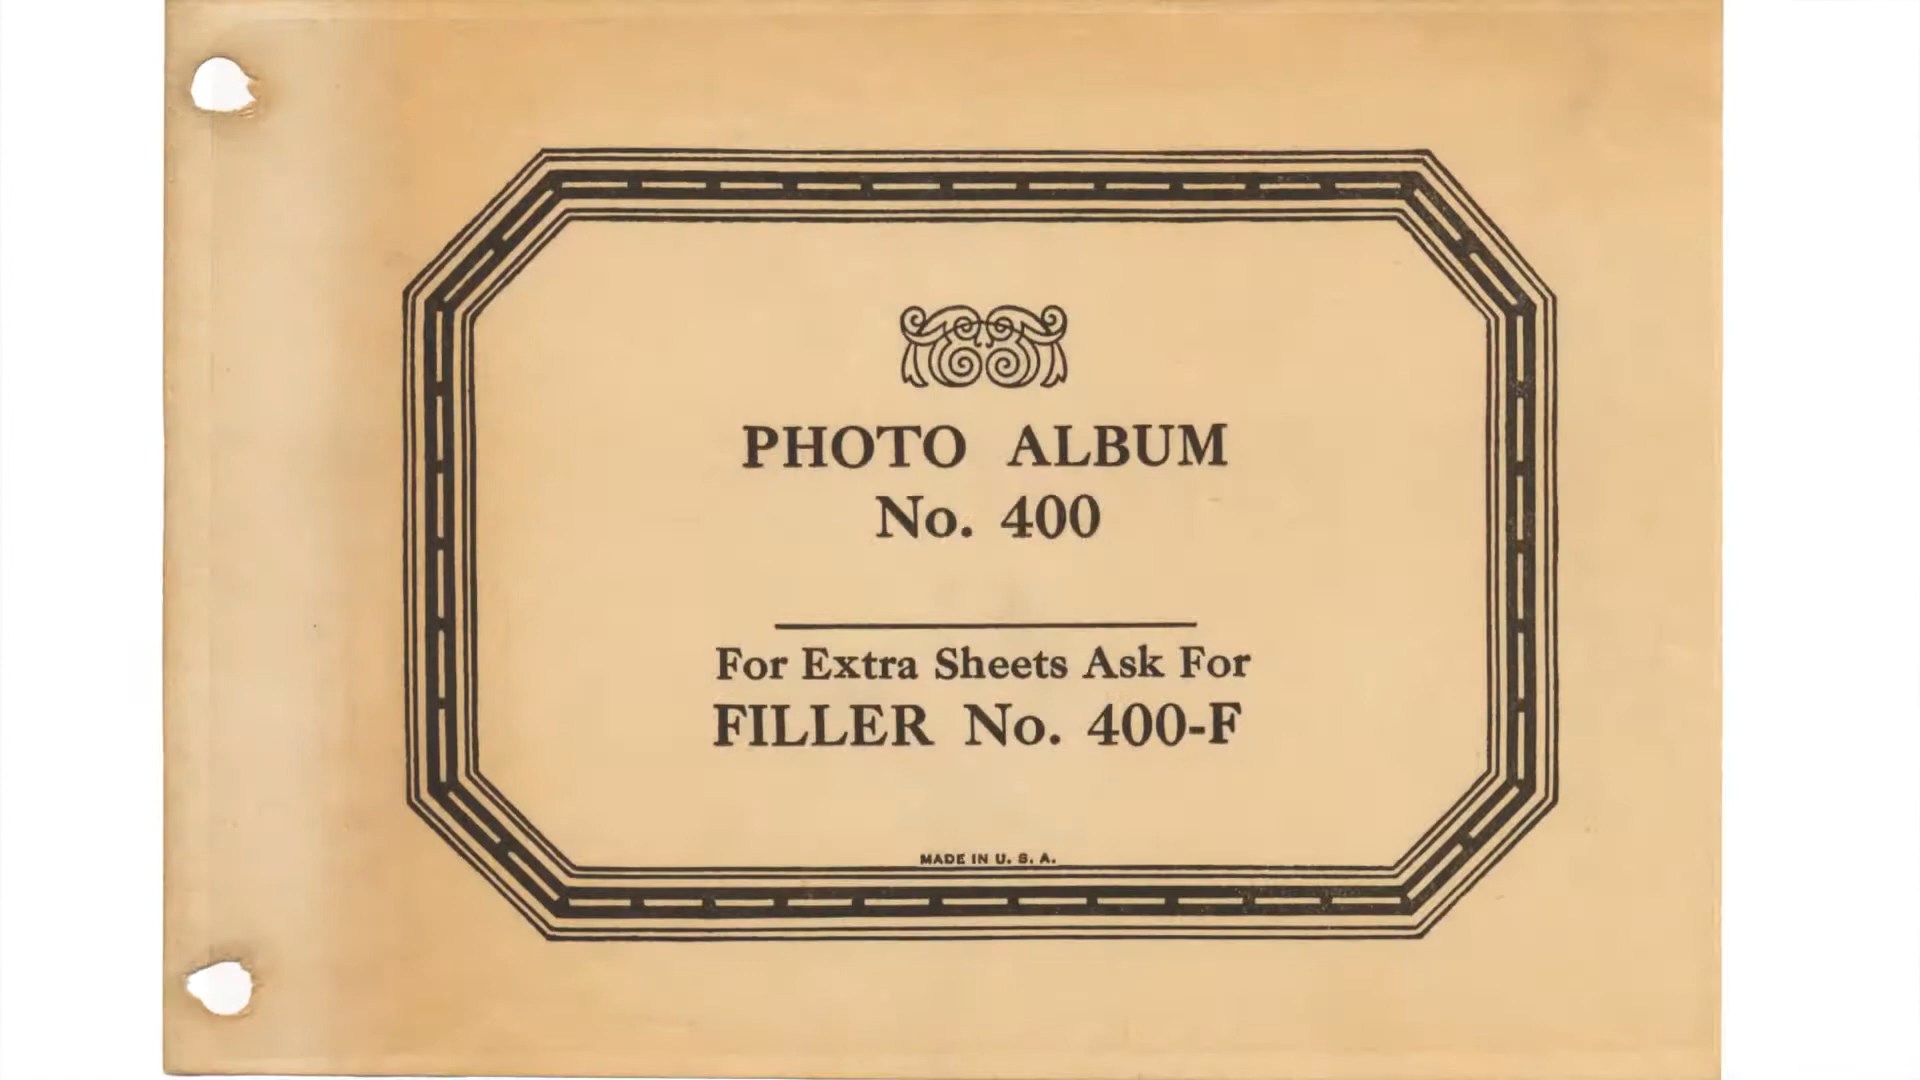 PHOTO ALBUM
No. 400
For Extra Sheets Ask For
FILLER No. 400-F
MADE IN U. S. A.